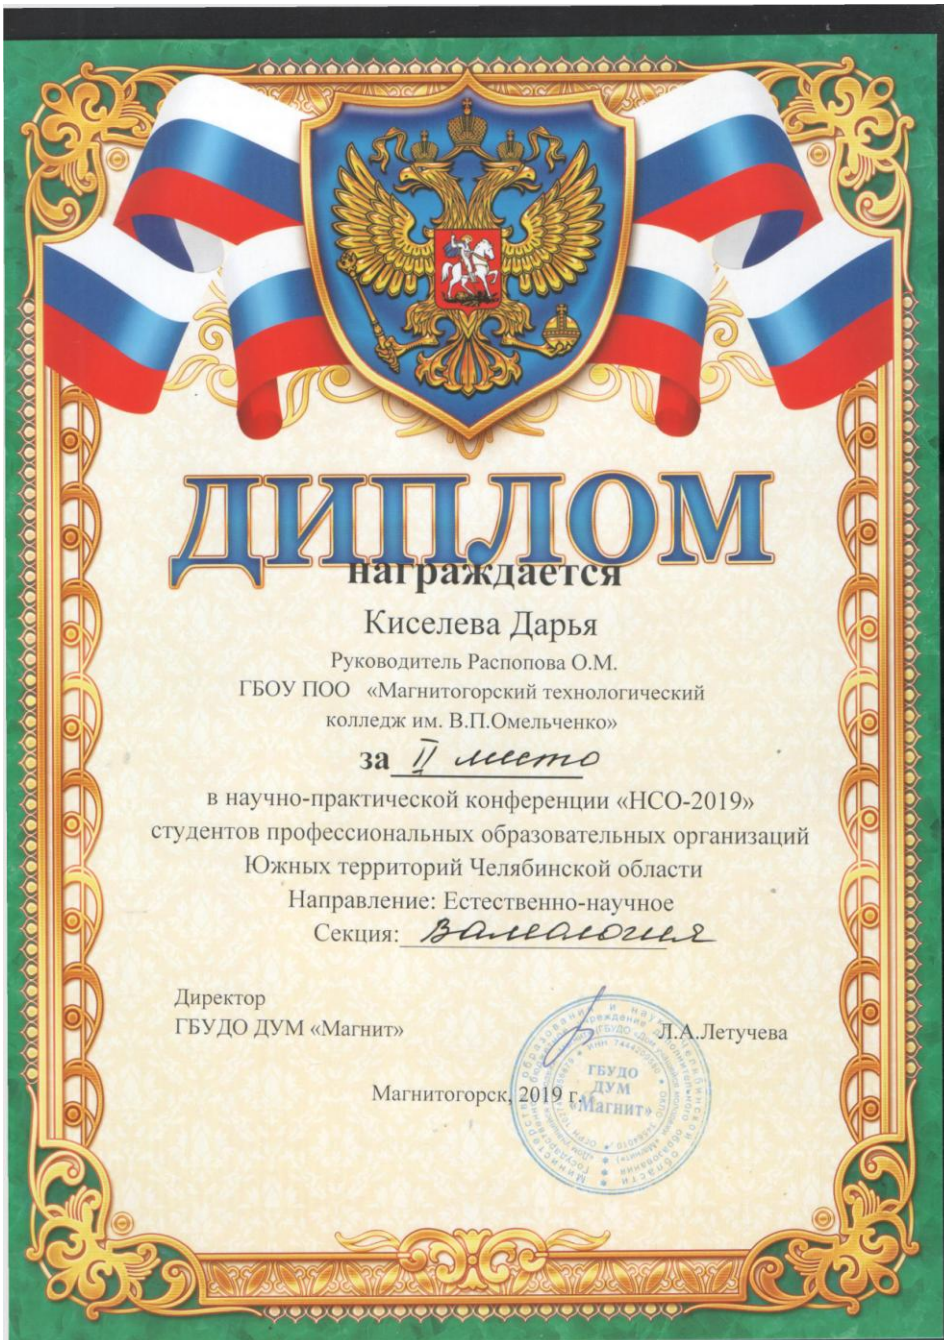 ДИПЛОМ
награждается
Киселева Дарья
Руководитель Распопова О.М.
ГБОУ ПОО «Магнитогорский технологический
колледж им. В.П.Омельченко»
за II место
в научно-практической конференции «НСО-2019»
студентов профессиональных образовательных организаций
Южных территорий Челябинской области
Направление: Естественно-научное
Секция: Валеология
Директор
ГБУДО ДУМ «Магнит» Л.А.Летучева
Магнитогорск, 2019 г.
ГБУДО
ДУМ
«Магнит»